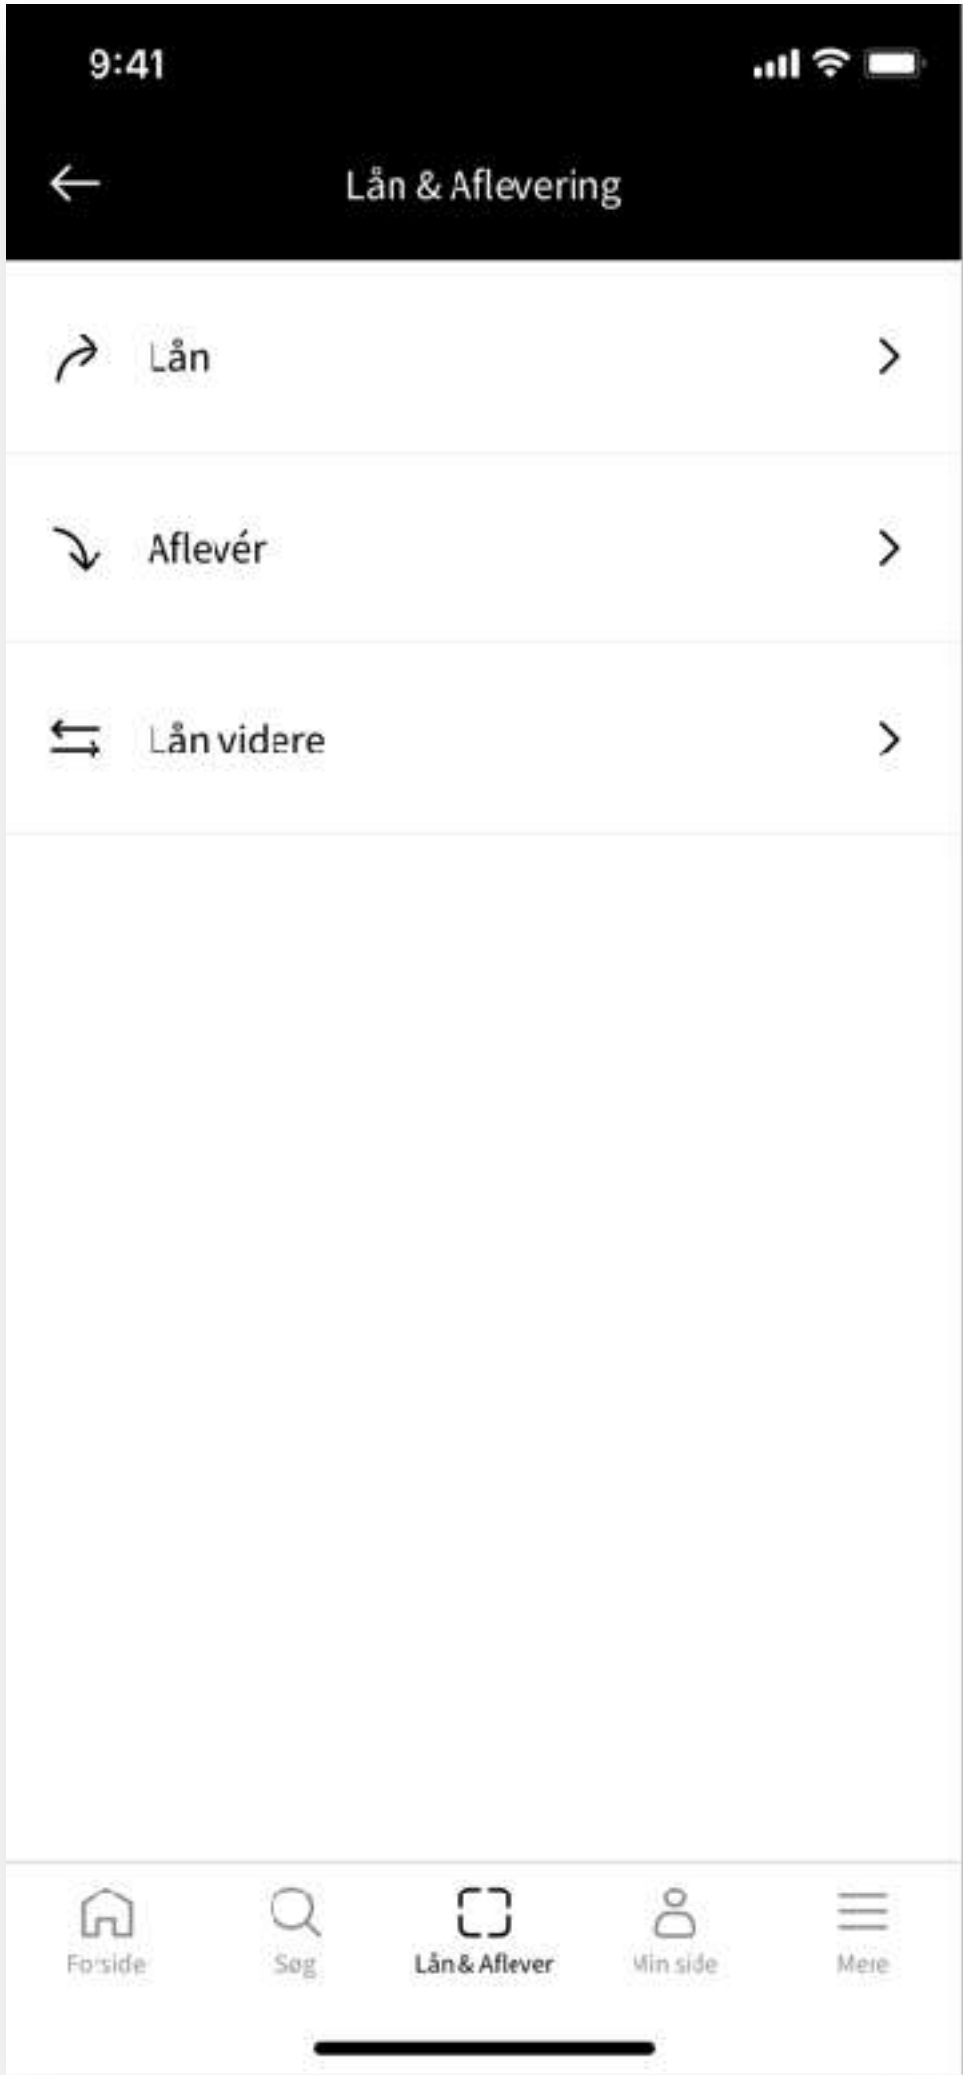 9:41
Lån & Aflevering
Lån
Aflevér
Lån videre
Forside
Søg
Lån & Aflever
Min side
Mere